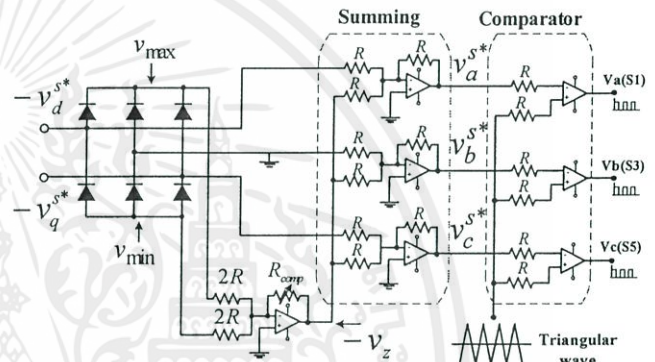 Summing
Comparator
v_max
-v_d^{s*}
-v_q^{s*}
v_min
R
R
R
v_a^{s*}
R
R
Va(S1)
R
R
R
v_b^{s*}
R
R
Vb(S3)
R
R
R
v_c^{s*}
R
R
Vc(S5)
2R
2R
R_comp
-v_z
Triangular
wave